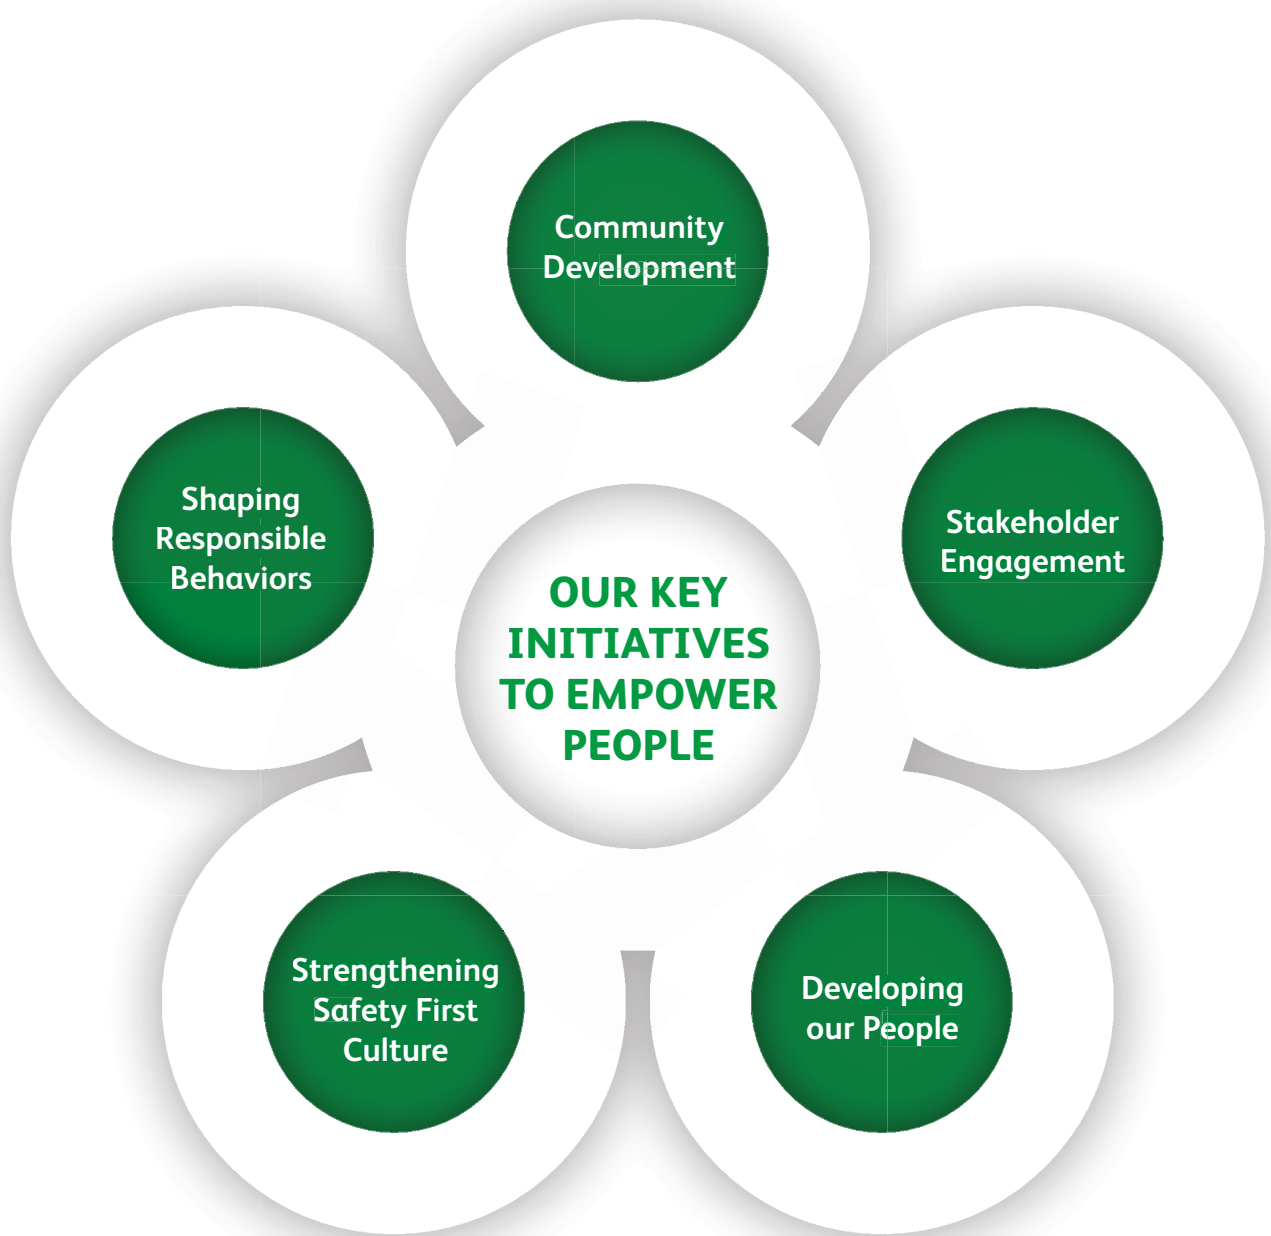 Community
Development
Shaping
Responsible
Behaviors
Stakeholder
Engagement
OUR KEY
INITIATIVES
TO EMPOWER
PEOPLE
Strengthening
Safety First
Culture
Developing
our People